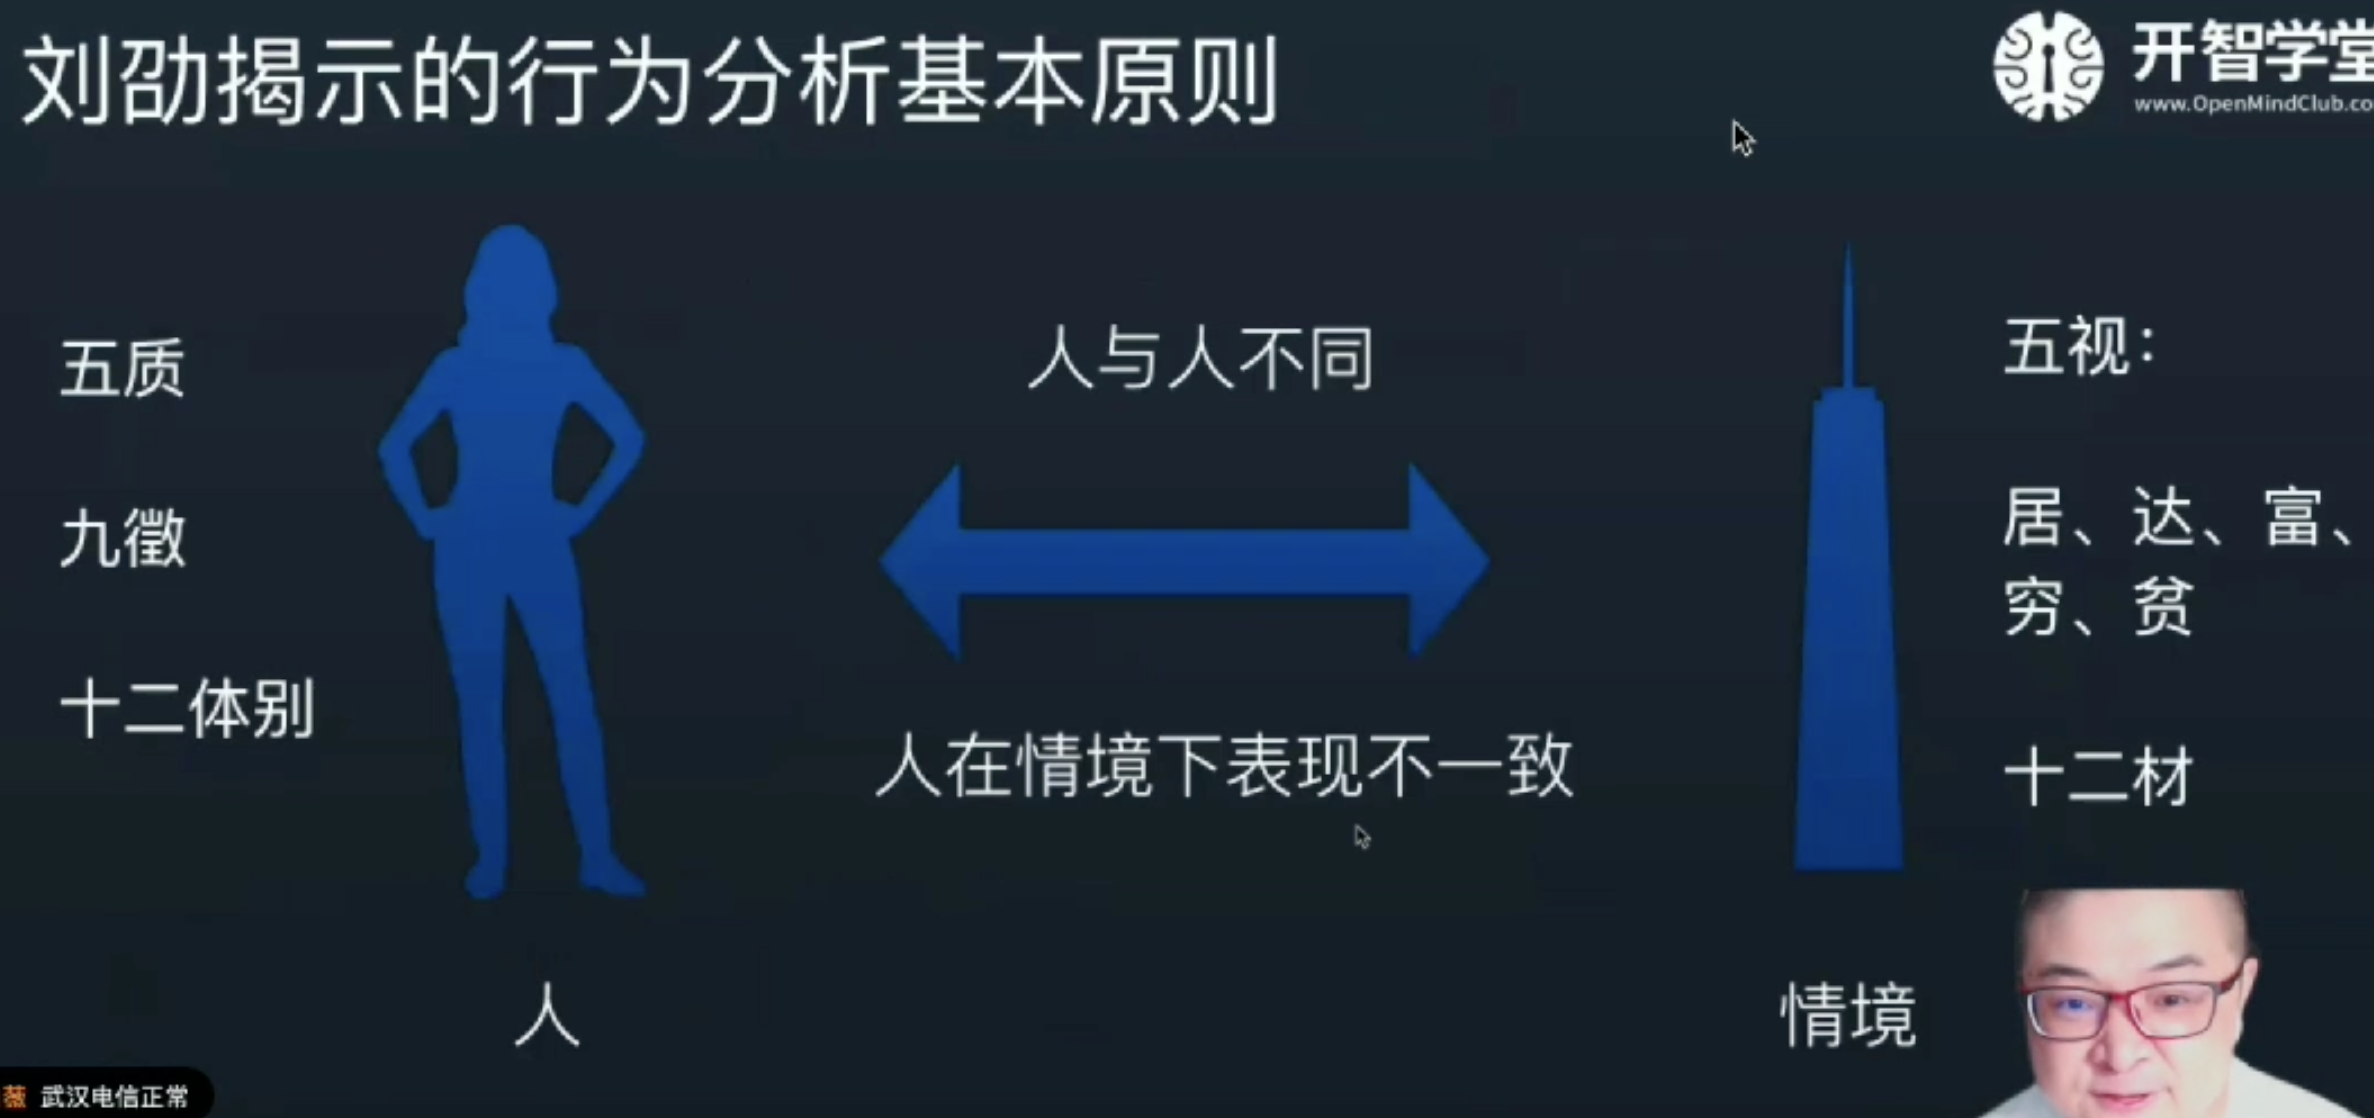 刘劭揭示的行为分析基本原则
开智学堂
www.OpenMindClub.co
五质
九徵
十二体别
人与人不同
人在情境下表现不一致
五视：
居、达、富、
穷、贫
十二材
人
情境
薇 武汉电信正常